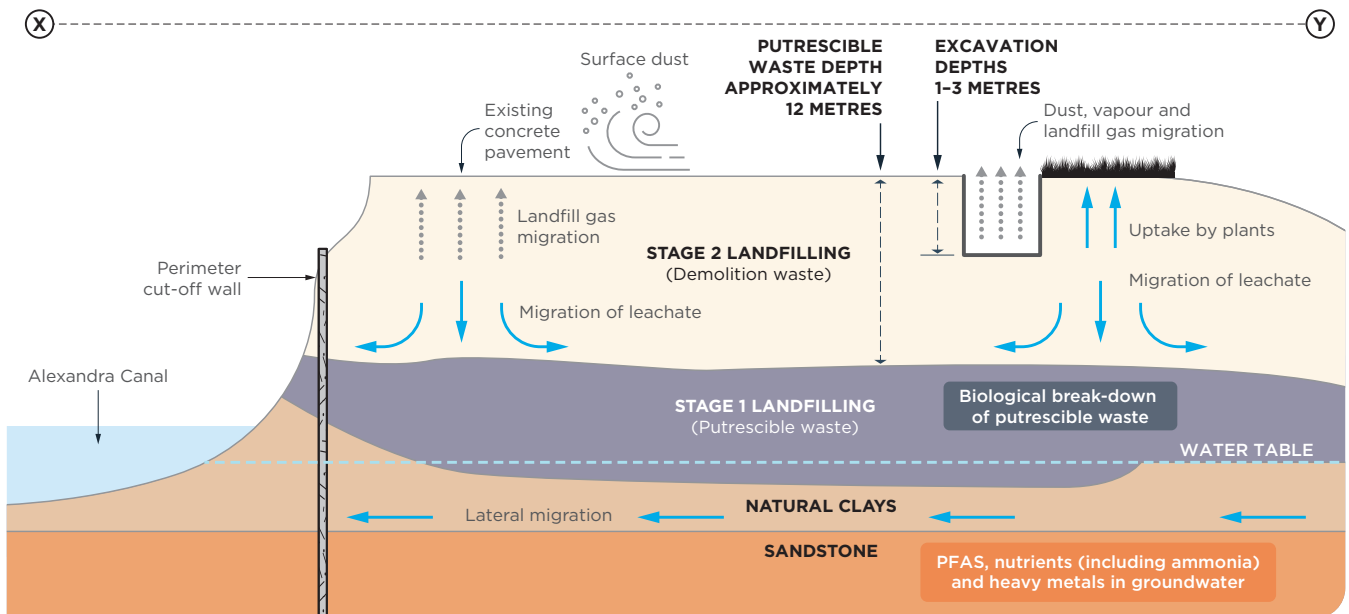 X
Y
Surface dust
PUTRESCIBLE
WASTE DEPTH
APPROXIMATELY
12 METRES
EXCAVATION
DEPTHS
1–3 METRES
Existing
concrete
pavement
Dust, vapour and
landfill gas migration
Landfill gas
migration
STAGE 2 LANDFILLING
(Demolition waste)
Uptake by plants
Perimeter
cut-off wall
Migration of leachate
Migration of leachate
Alexandra Canal
STAGE 1 LANDFILLING
(Putrescible waste)
Biological break-down
of putrescible waste
WATER TABLE
NATURAL CLAYS
Lateral migration
SANDSTONE
PFAS, nutrients (including ammonia)
and heavy metals in groundwater